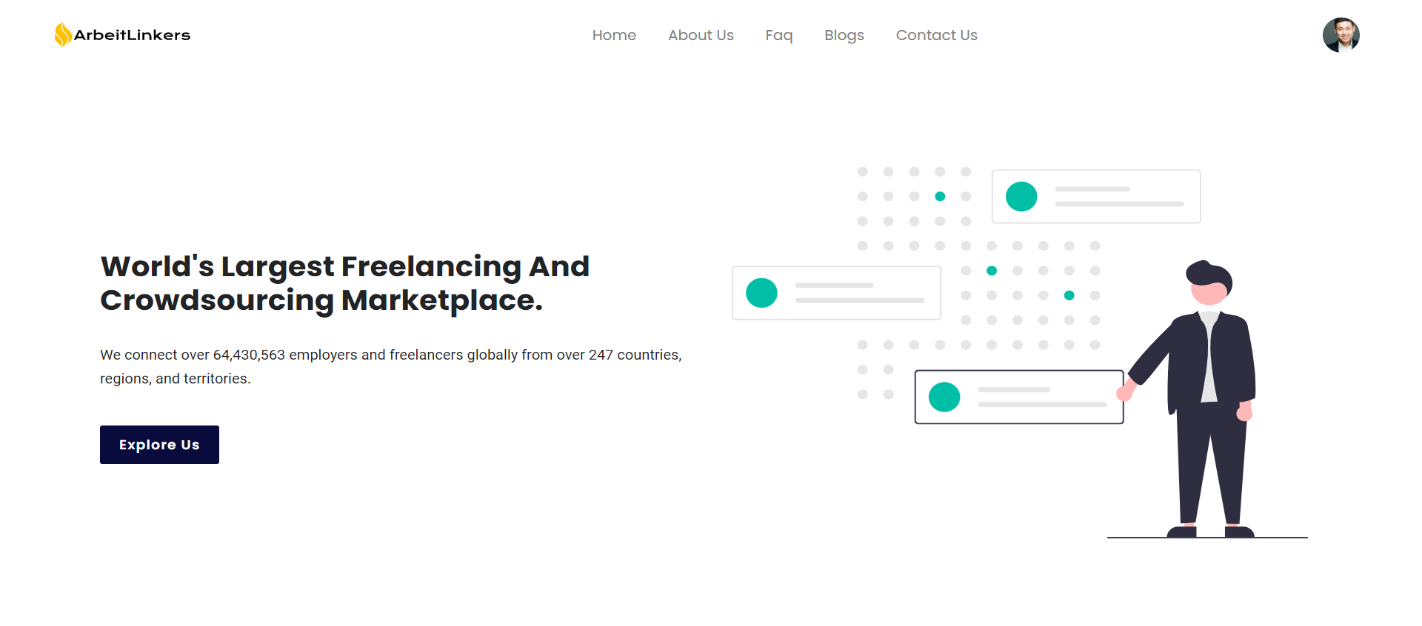 ArbeitLinkers
Home
About Us
Faq
Blogs
Contact Us
World's Largest Freelancing And
Crowdsourcing Marketplace.
We connect over 64,430,563 employers and freelancers globally from over 247 countries,
regions, and territories.
Explore Us